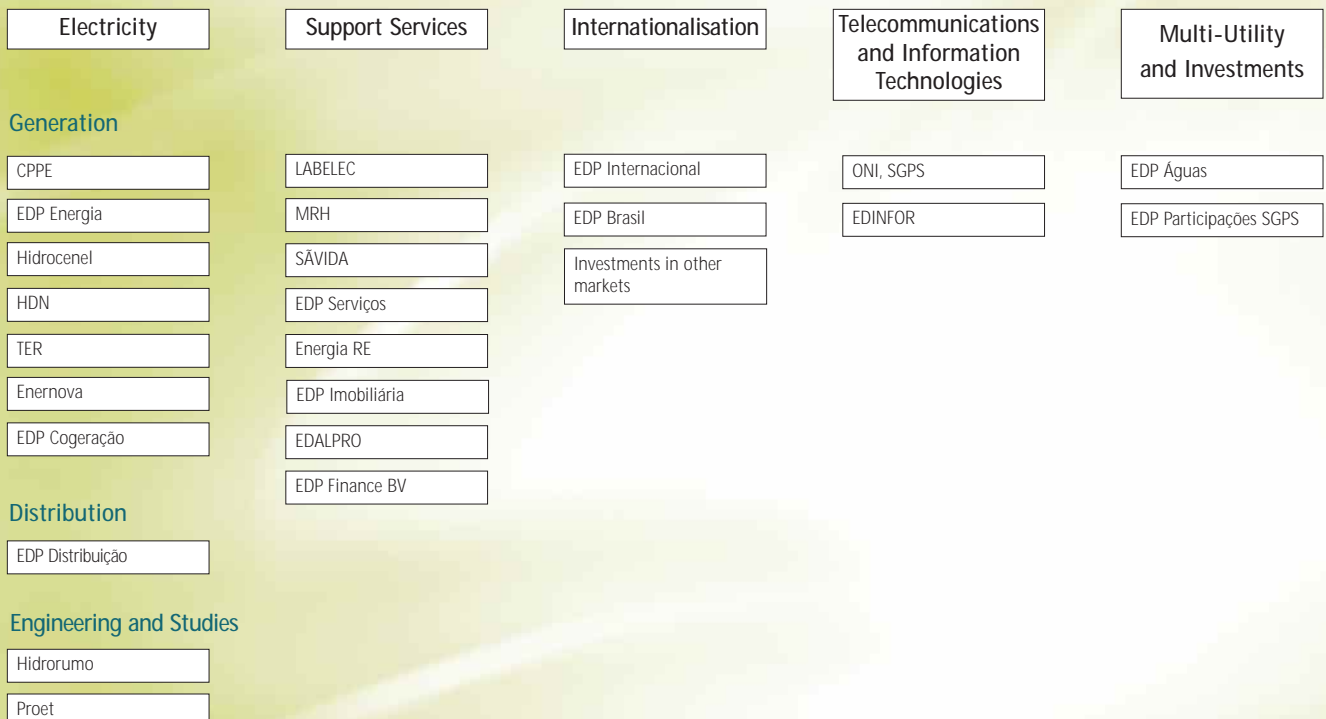 Electricity
Generation
CPPE
EDP Energia
Hidrocenel
HDN
TER
Enernova
EDP Cogeração
Distribution
EDP Distribuição
Engineering and Studies
Hidrorumo
Proet
Support Services
LABELEC
MRH
SÃVIDA
EDP Serviços
Energia RE
EDP Imobiliária
EDALPRO
EDP Finance BV
Internationalisation
EDP Internacional
EDP Brasil
Investments in other
markets
Telecommunications
and Information
Technologies
ONI, SGPS
EDINFOR
Multi-Utility
and Investments
EDP Águas
EDP Participações SGPS